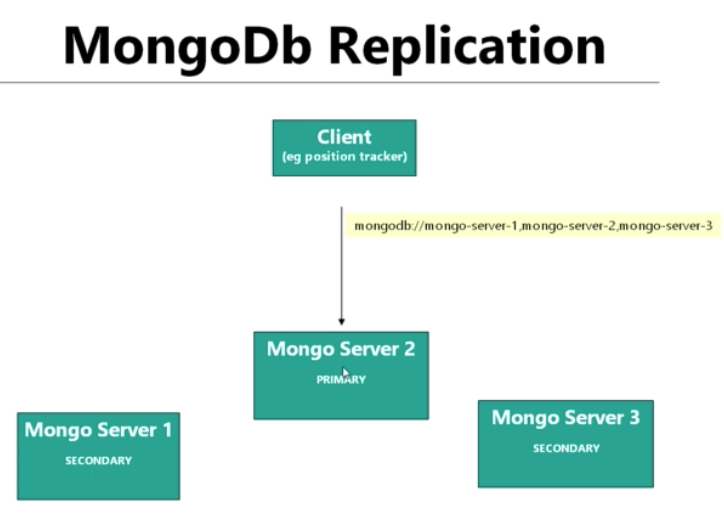 MongoDb Replication
Client
(eg position tracker)
mongodb://mongo-server-1,mongo-server-2,mongo-server-3
Mongo Server 2
PRIMARY
Mongo Server 1
SECONDARY
Mongo Server 3
SECONDARY